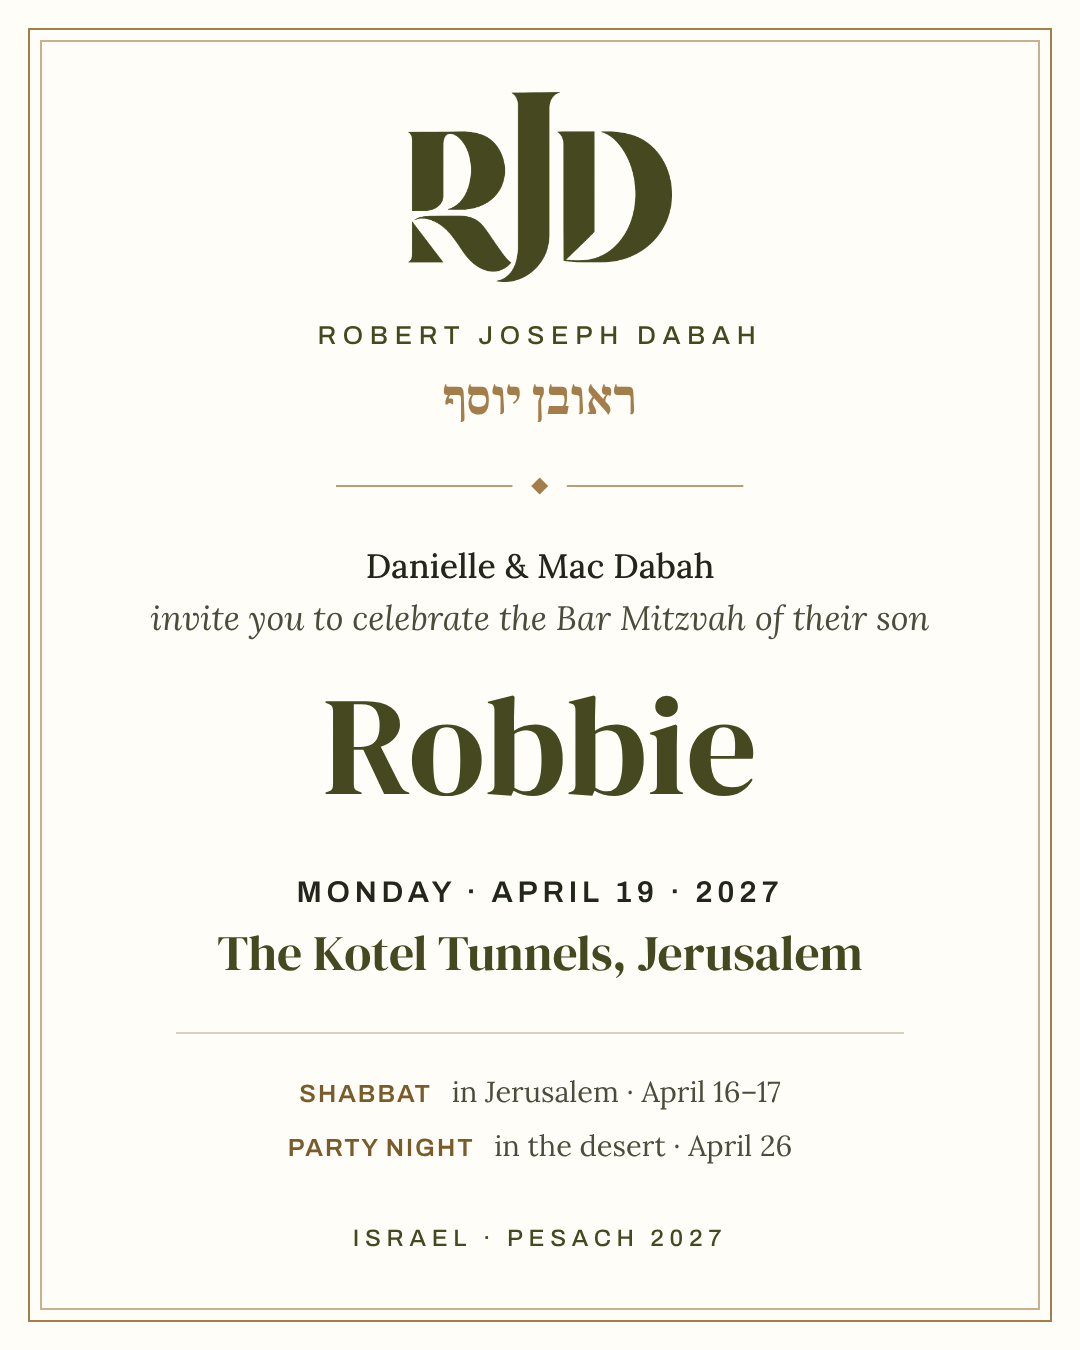 RJD
ROBERT JOSEPH DABAH
ראובן יוסף
Danielle & Mac Dabah
invite you to celebrate the Bar Mitzvah of their son
Robbie
MONDAY · APRIL 19 · 2027
The Kotel Tunnels, Jerusalem
SHABBAT in Jerusalem · April 16–17
PARTY NIGHT in the desert · April 26
ISRAEL · PESACH 2027